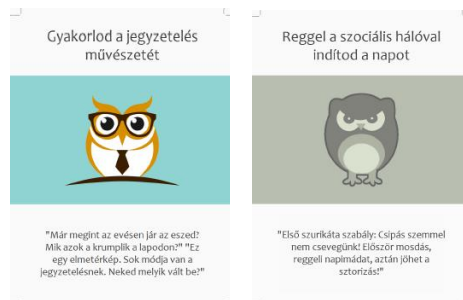 Gyakorlod a jegyzetelés
művészetét
"Már megint az evésen jár az eszed?
Mik azok a krumplik a lapodon?" "Ez
egy elmetérkép. Sok módja van a
jegyzetelésnek. Neked melyik vált be?"
Reggel a szociális hálóval
indítod a napot
"Első szurikáta szabály: Csipás szemmel
nem csevegünk! Először mosdás,
reggeli napimádat, aztán jöhet a
sztorizás!"